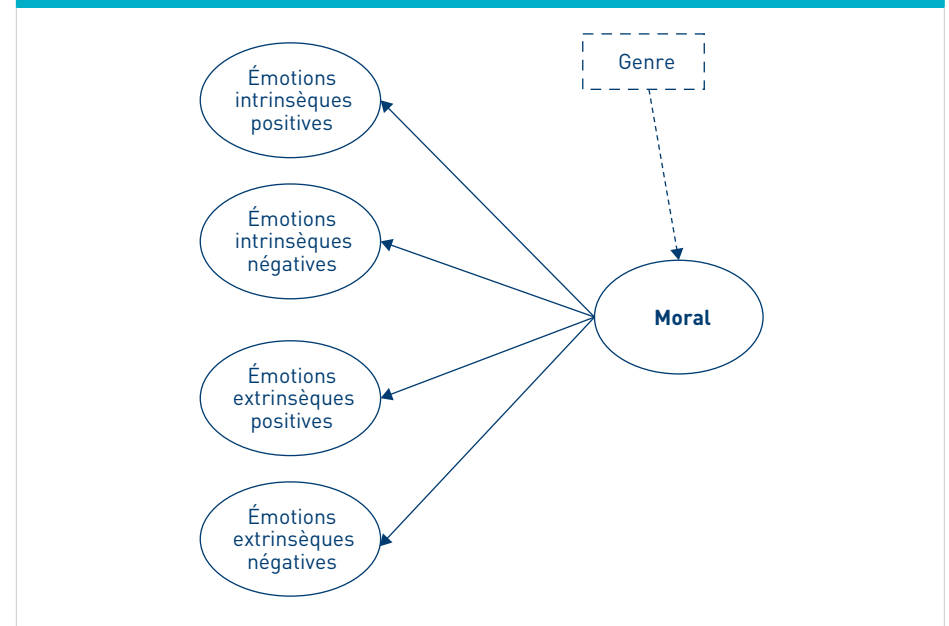 Émotions
intrinsèques
positives
Genre
Émotions
intrinsèques
négatives
Moral
Émotions
extrinsèques
positives
Émotions
extrinsèques
négatives